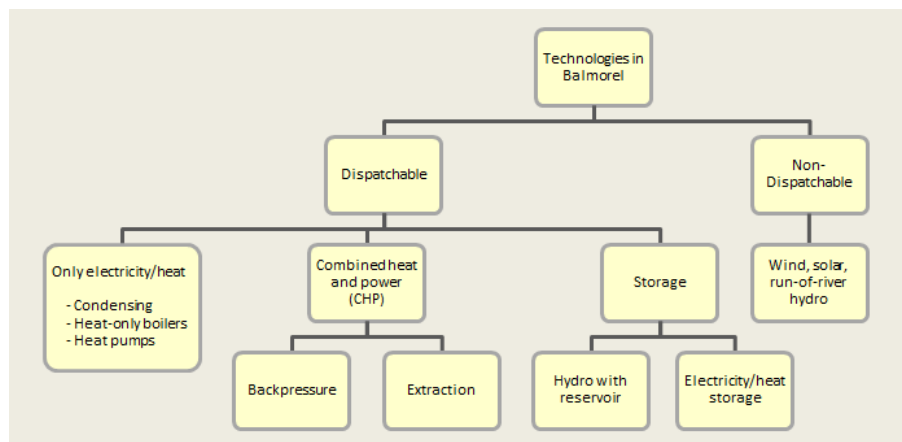 Technologies in
Balmorel
Dispatchable
Non-
Dispatchable
Only electricity/heat
- Condensing
- Heat-only boilers
- Heat pumps
Combined heat
and power
(CHP)
Storage
Wind, solar,
run-of-river
hydro
Backpressure
Extraction
Hydro with
reservoir
Electricity/heat
storage